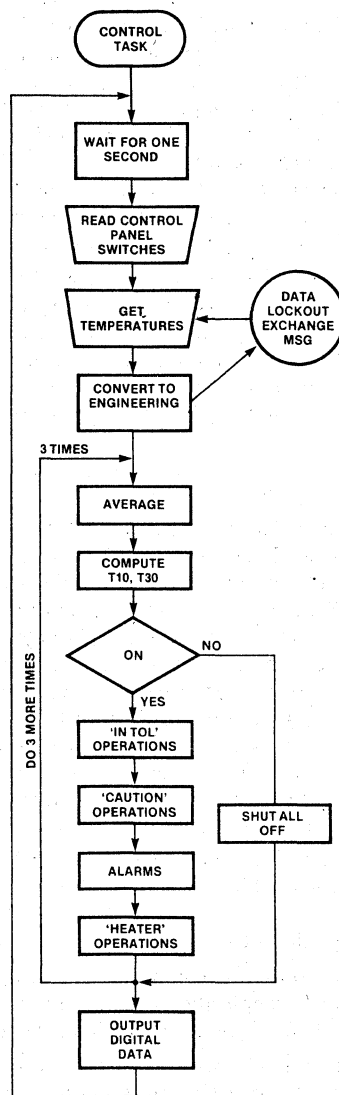 CONTROL
TASK
WAIT FOR ONE
SECOND
READ CONTROL
PANEL
SWITCHES
GET
TEMPERATURES
DATA
LOCKOUT
EXCHANGE
MSG
CONVERT TO
ENGINEERING
3 TIMES
AVERAGE
COMPUTE
T10, T30
ON
NO
YES
'IN TOL'
OPERATIONS
DO 3 MORE TIMES
'CAUTION'
OPERATIONS
SHUT ALL
OFF
ALARMS
'HEATER'
OPERATIONS
OUTPUT
DIGITAL
DATA